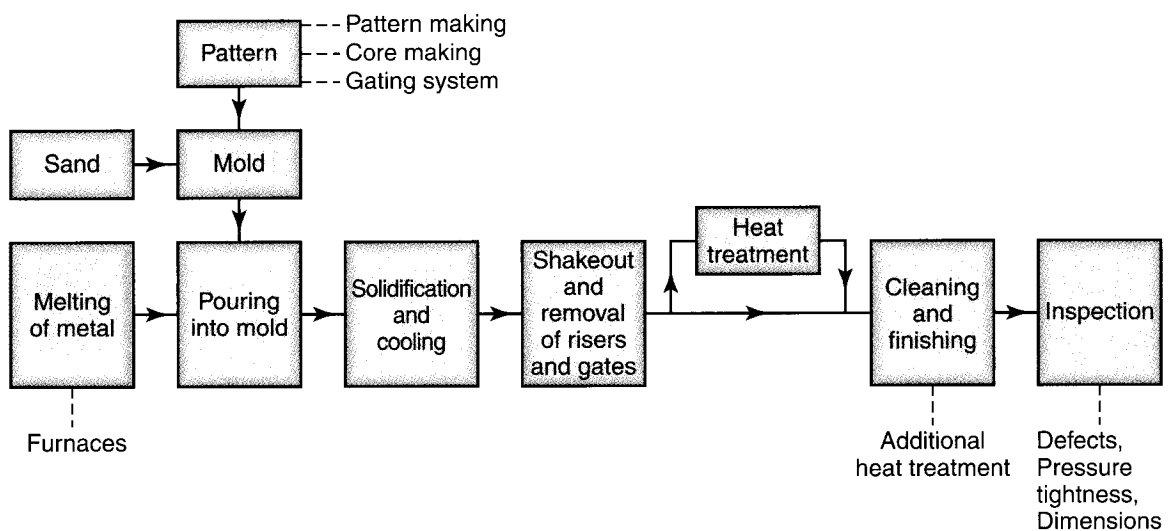 Pattern
Pattern making
Core making
Gating system
Sand
Mold
Melting
of metal
Pouring
into mold
Solidification
and
cooling
Shakeout
and
removal
of risers
and gates
Heat
treatment
Cleaning
and
finishing
Inspection
Furnaces
Additional
heat treatment
Defects,
Pressure
tightness,
Dimensions